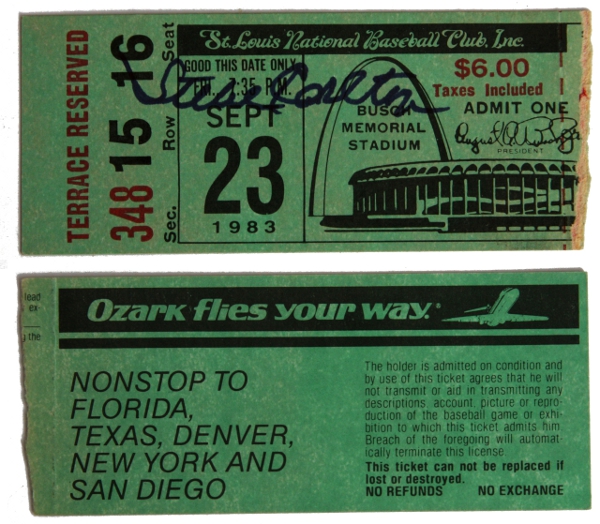 St. Louis National Baseball Club, Inc.
TERRACE RESERVED
348 15 16
Sec. Row Seat
GOOD THIS DATE ONLY
7:35 P.M.
SEPT
23
1983
Steve Carlton
BUSCH
MEMORIAL
STADIUM
$6.00
Taxes Included
ADMIT ONE
PRESIDENT
lead
ex-
the
Ozark flies your way.®
NONSTOP TO
FLORIDA,
TEXAS, DENVER,
NEW YORK AND
SAN DIEGO
The holder is admitted on condition and
by use of this ticket agrees that he will
not transmit or aid in transmitting any
descriptions, account, picture or repro-
duction of the baseball game or exhi-
bition to which this ticket admits him.
Breach of the foregoing will automat-
ically terminate this license.
This ticket can not be replaced if
lost or destroyed.
NO REFUNDS NO EXCHANGE